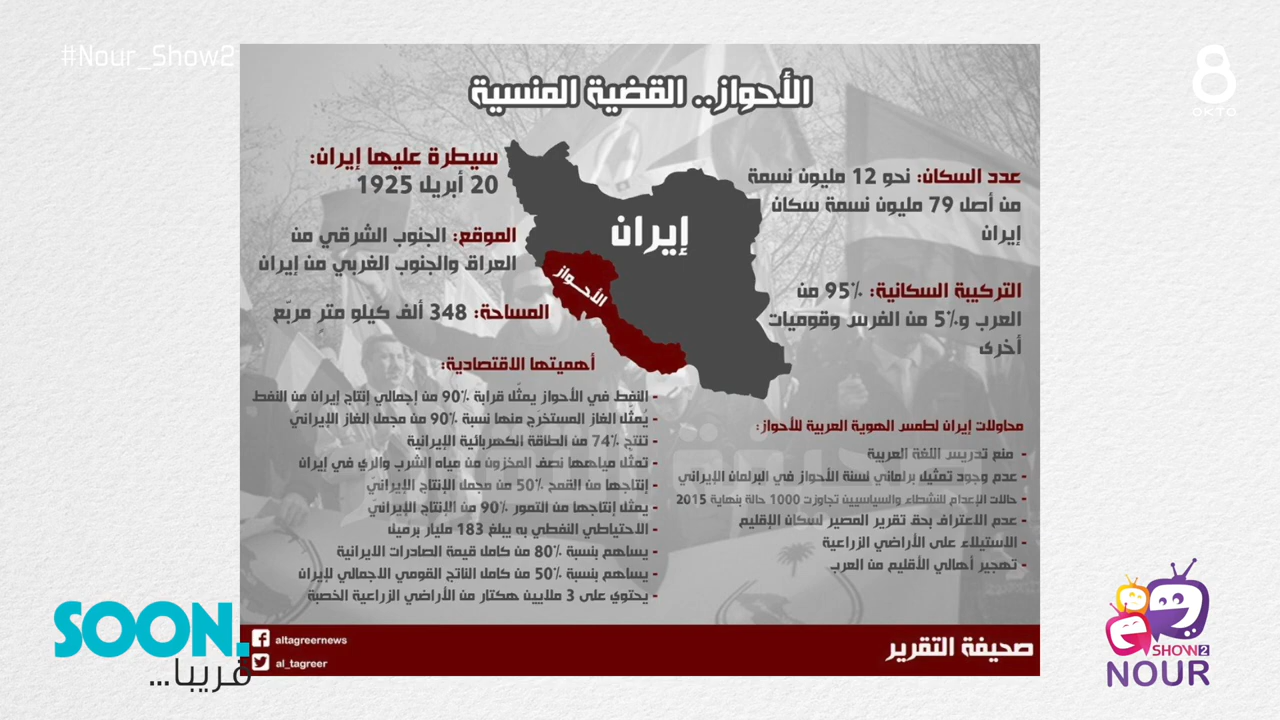 #Nour_Show2
8
OKTO
الأحواز.. القضية المنسية
سيطرة عليها إيران:
20 أبريل 1925
الموقع: الجنوب الشرقي من
العراق والجنوب الغربي من إيران
المساحة: 348 ألف كيلو متر مربّع
إيران
الأحواز
عدد السكان: نحو 12 مليون نسمة
من أصل 79 مليون نسمة سكان
إيران
التركيبة السكانية: 95% من
العرب و5% من الفرس وقوميات
أخرى
أهميتها الاقتصادية:
- النفط في الأحواز يمثّل قرابة 90% من إجمالي إنتاج إيران من النفط
- يُمثّل الغاز المستخرج منها نسبة 90% من مجمل الغاز الإيراني
- تنتج 74% من الطاقة الكهربائية الإيرانية
- تمثّل مياهها نصف المخزون من مياه الشرب والري في إيران
- إنتاجها من القمح 50% من مجمل الإنتاج الإيراني
- يمثل إنتاجها من التمور 90% من الإنتاج الإيراني
- الاحتياطي النفطي به يبلغ 183 مليار برميل
- يساهم بنسبة 80% من كامل قيمة الصادرات الايرانية
- يساهم بنسبة 50% من كامل الناتج القومي الاجمالي لإيران
- يحتوي على 3 ملايين هكتار من الأراضي الزراعية الخصبة
محاولات إيران لطمس الهوية العربية للأحواز:
- منع تدريس اللغة العربية
- عدم وجود تمثيل برلماني لسنة الأحواز في البرلمان الإيراني
- حالات الإعدام للنشطاء والسياسيين تجاوزت 1000 حالة بنهاية 2015
- عدم الاعتراف بحق تقرير المصير لسكان الإقليم
- الاستيلاء على الأراضي الزراعية
- تهجير أهالي الأقليم من العرب
altagreernews
al_tagreer
صحيفة التقرير
SOON.
قريبا...
SHOW2
NOUR